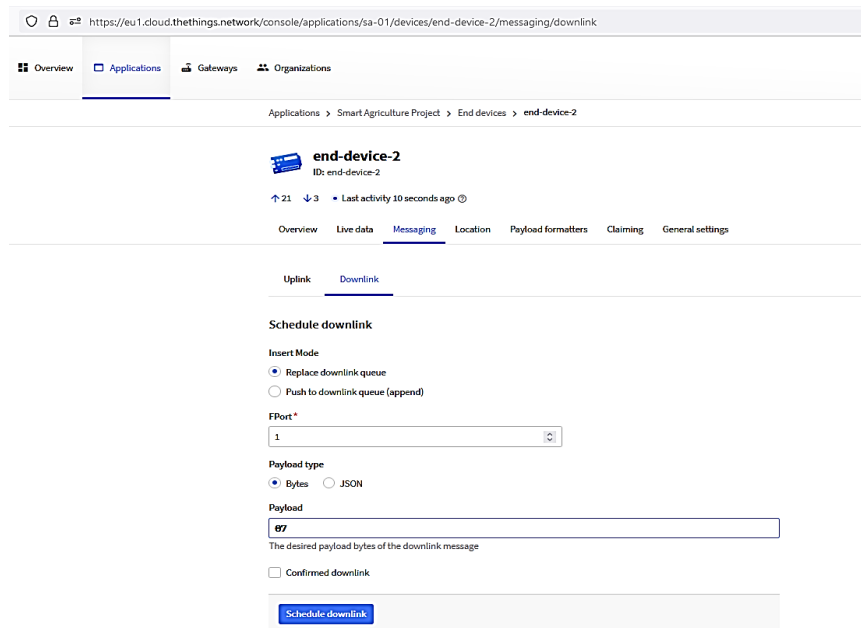 https://eu1.cloud.thethings.network/console/applications/sa-01/devices/end-device-2/messaging/downlink
Overview Applications Gateways Organizations
Applications > Smart Agriculture Project > End devices > end-device-2
end-device-2
ID: end-device-2
↑21 ↓3 • Last activity 10 seconds ago
Overview Live data Messaging Location Payload formatters Claiming General settings
Uplink Downlink
Schedule downlink
Insert Mode
Replace downlink queue
Push to downlink queue (append)
FPort*
1
Payload type
Bytes JSON
Payload
07
The desired payload bytes of the downlink message
Confirmed downlink
Schedule downlink